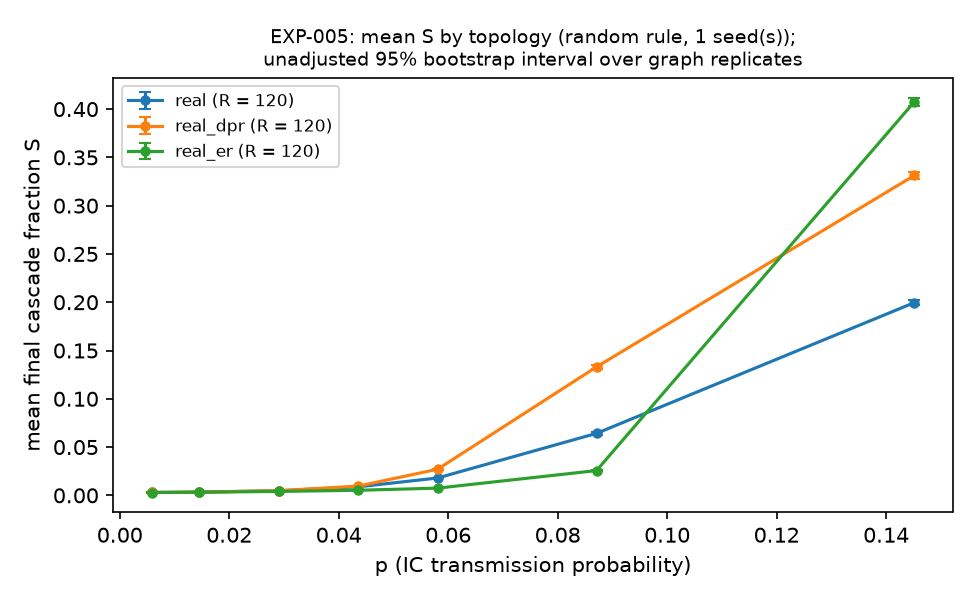 EXP-005: mean S by topology (random rule, 1 seed(s));
unadjusted 95% bootstrap interval over graph replicates
real (R = 120)
real_dpr (R = 120)
real_er (R = 120)
mean final cascade fraction S
0.40
0.35
0.30
0.25
0.20
0.15
0.10
0.05
0.00
0.00 0.02 0.04 0.06 0.08 0.10 0.12 0.14
p (IC transmission probability)